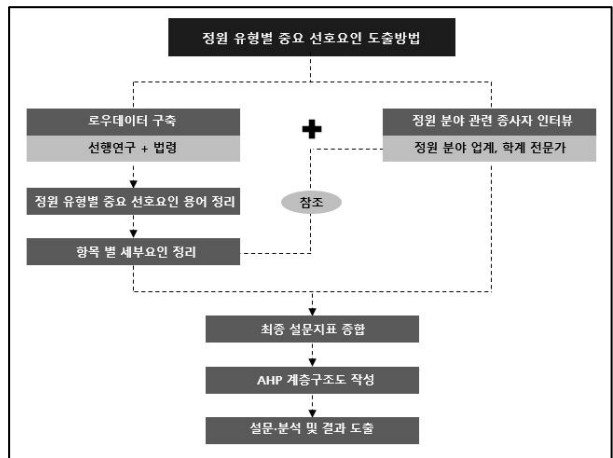 정원 유형별 중요 선호요인 도출방법
로우데이터 구축
선행연구 + 법령
정원 유형별 중요 선호요인 용어 정리
항목 별 세부요인 정리
+
참조
정원 분야 관련 종사자 인터뷰
정원 분야 업계, 학계 전문가
최종 설문지표 종합
AHP 계층구조도 작성
설문·분석 및 결과 도출